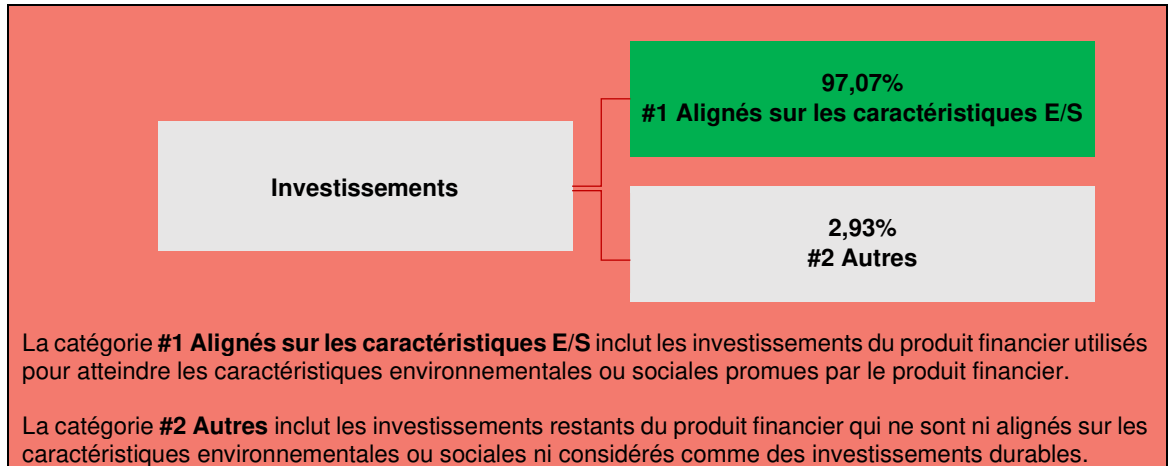 97,07%
#1 Alignés sur les caractéristiques E/S
Investissements
2,93%
#2 Autres
La catégorie #1 Alignés sur les caractéristiques E/S inclut les investissements du produit financier utilisés
pour atteindre les caractéristiques environnementales ou sociales promues par le produit financier.
La catégorie #2 Autres inclut les investissements restants du produit financier qui ne sont ni alignés sur les
caractéristiques environnementales ou sociales ni considérés comme des investissements durables.